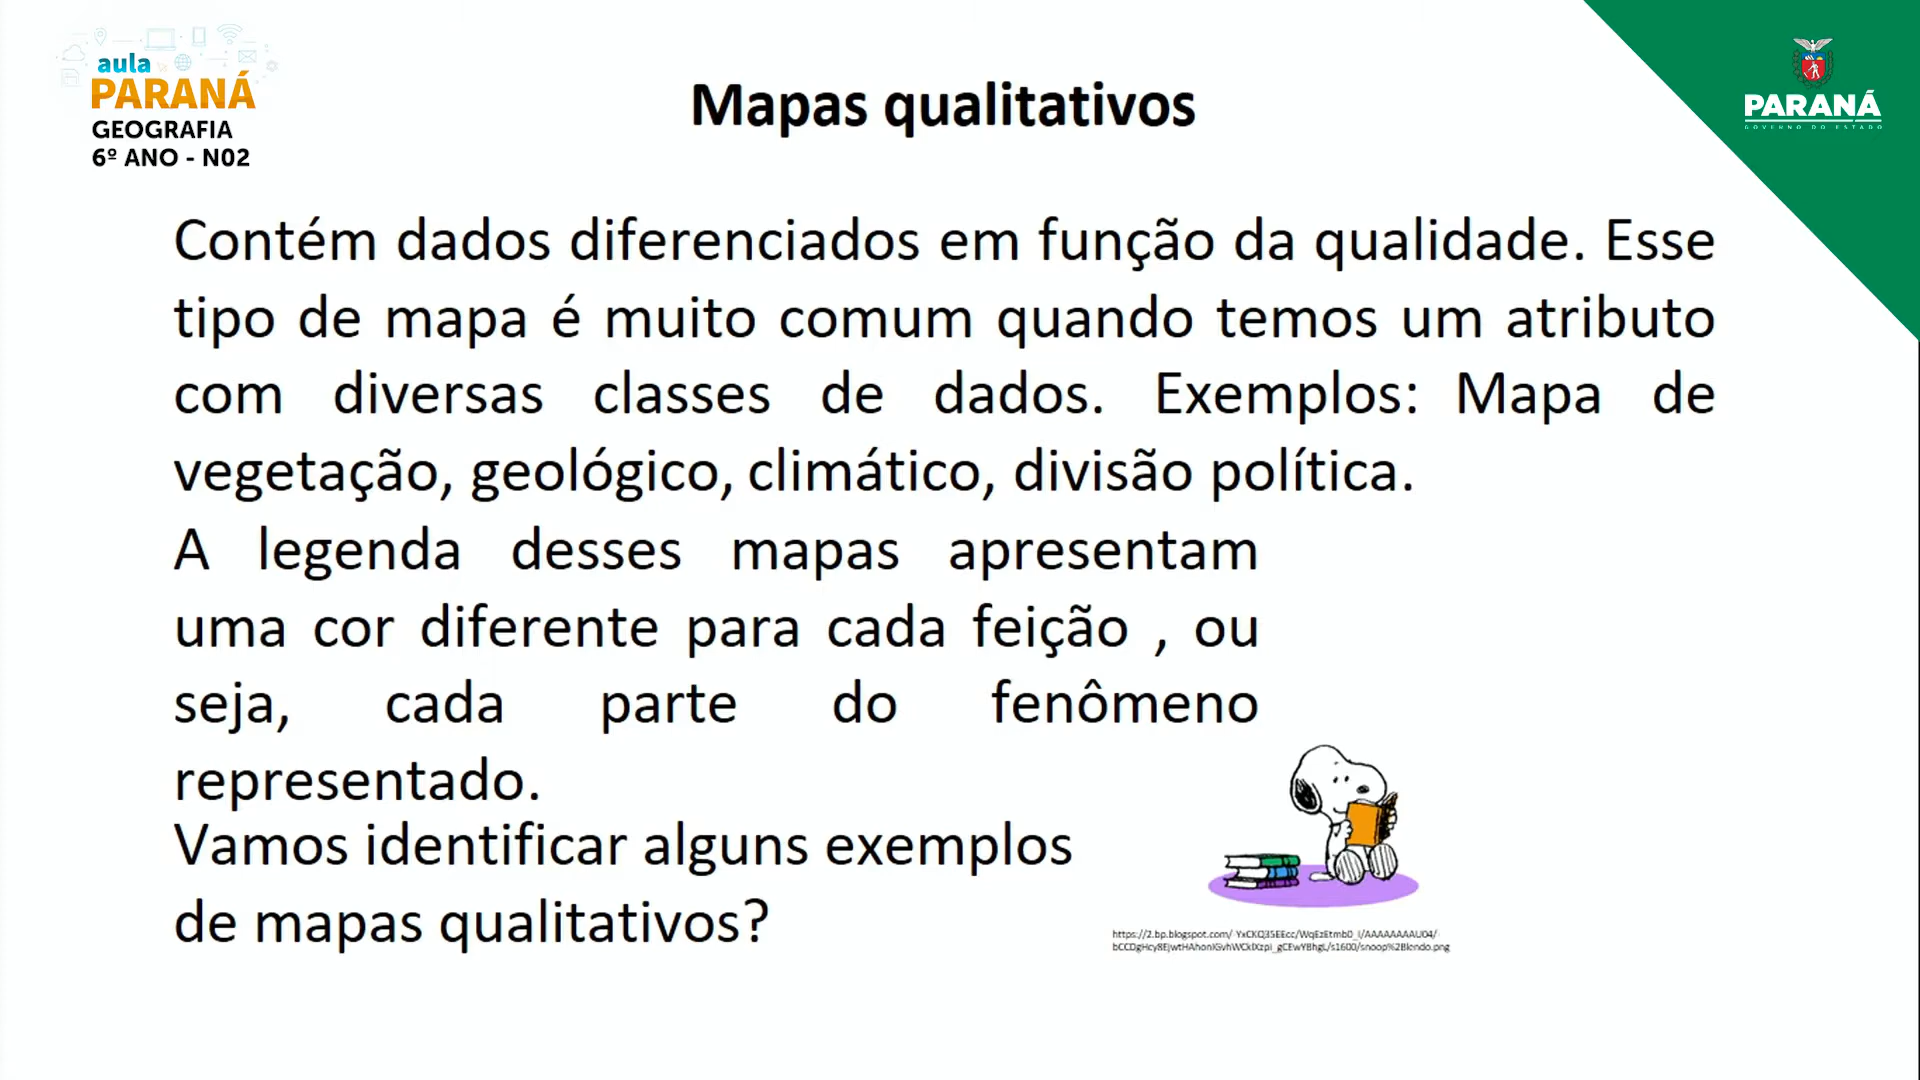 aula
PARANÁ
GEOGRAFIA
6º ANO - N02
Mapas qualitativos
PARANÁ
GOVERNO DO ESTADO
Contém dados diferenciados em função da qualidade. Esse
tipo de mapa é muito comum quando temos um atributo
com diversas classes de dados. Exemplos: Mapa de
vegetação, geológico, climático, divisão política.
A legenda desses mapas apresentam
uma cor diferente para cada feição , ou
seja, cada parte do fenômeno
representado.
Vamos identificar alguns exemplos
de mapas qualitativos?